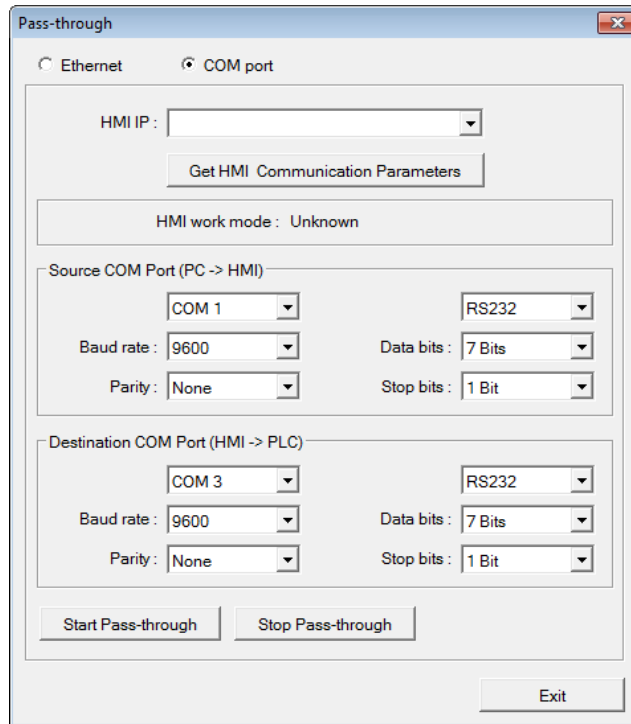 Pass-through
Ethernet COM port
HMI IP :
Get HMI Communication Parameters
HMI work mode : Unknown
Source COM Port (PC -> HMI)
COM 1 RS232
Baud rate : 9600 Data bits : 7 Bits
Parity : None Stop bits : 1 Bit
Destination COM Port (HMI -> PLC)
COM 3 RS232
Baud rate : 9600 Data bits : 7 Bits
Parity : None Stop bits : 1 Bit
Start Pass-through Stop Pass-through
Exit